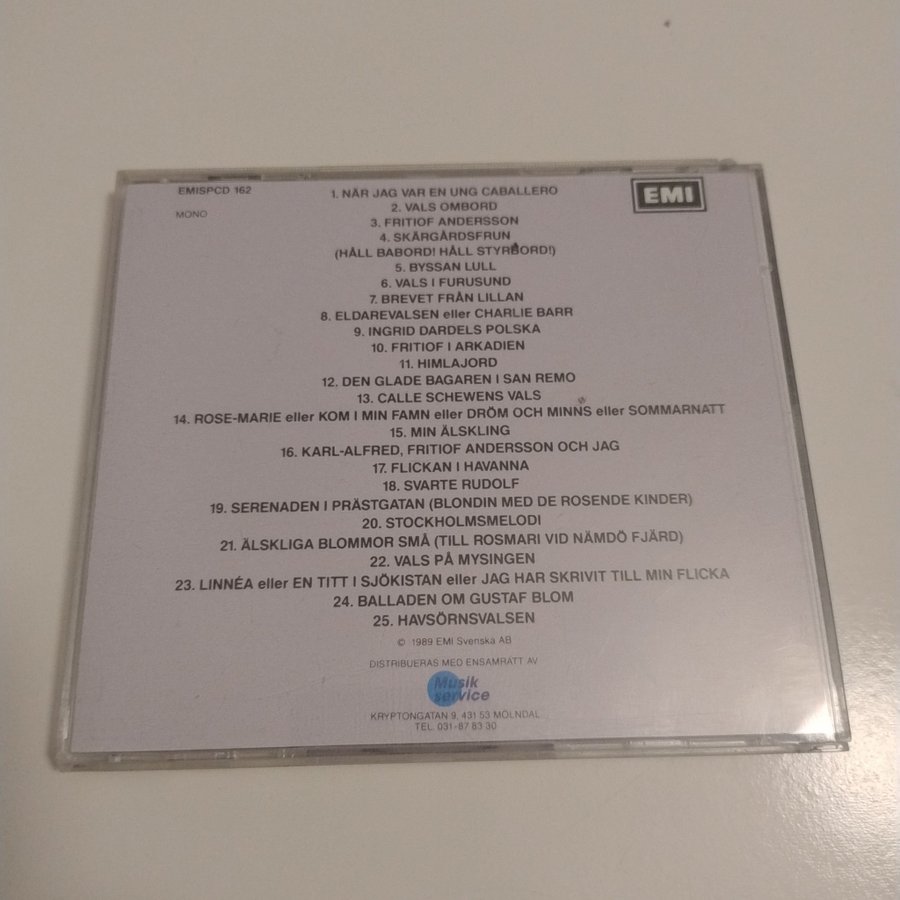 EMISPCD 162
MONO
EMI
1. NÄR JAG VAR EN UNG CABALLERO
2. VALS OMBORD
3. FRITIOF ANDERSSON
4. SKÄRGÅRDSFRUN
(HÅLL BABORD! HÅLL STYRBORD!)
5. BYSSAN LULL
6. VALS I FURUSUND
7. BREVET FRÅN LILLAN
8. ELDAREVALSEN eller CHARLIE BARR
9. INGRID DARDELS POLSKA
10. FRITIOF I ARKADIEN
11. HIMLAJORD
12. DEN GLADE BAGAREN I SAN REMO
13. CALLE SCHEWENS VALS
14. ROSE-MARIE eller KOM I MIN FAMN eller DRÖM OCH MINNS eller SOMMARNATT
15. MIN ÄLSKLING
16. KARL-ALFRED, FRITIOF ANDERSSON OCH JAG
17. FLICKAN I HAVANNA
18. SVARTE RUDOLF
19. SERENADEN I PRÄSTGATAN (BLONDIN MED DE ROSENDE KINDER)
20. STOCKHOLMSMELODI
21. ÄLSKLIGA BLOMMOR SMÅ (TILL ROSMARI VID NÄMDÖ FJÄRD)
22. VALS PÅ MYSINGEN
23. LINNÉA eller EN TITT I SJÖKISTAN eller JAG HAR SKRIVIT TILL MIN FLICKA
24. BALLADEN OM GUSTAF BLOM
25. HAVSÖRNSVALSEN
© 1989 EMI Svenska AB
DISTRIBUERAS MED ENSAMRÄTT AV
Musik
service
KRYPTONGATAN 9, 431 53 MÖLNDAL
TEL. 031-87 83 30